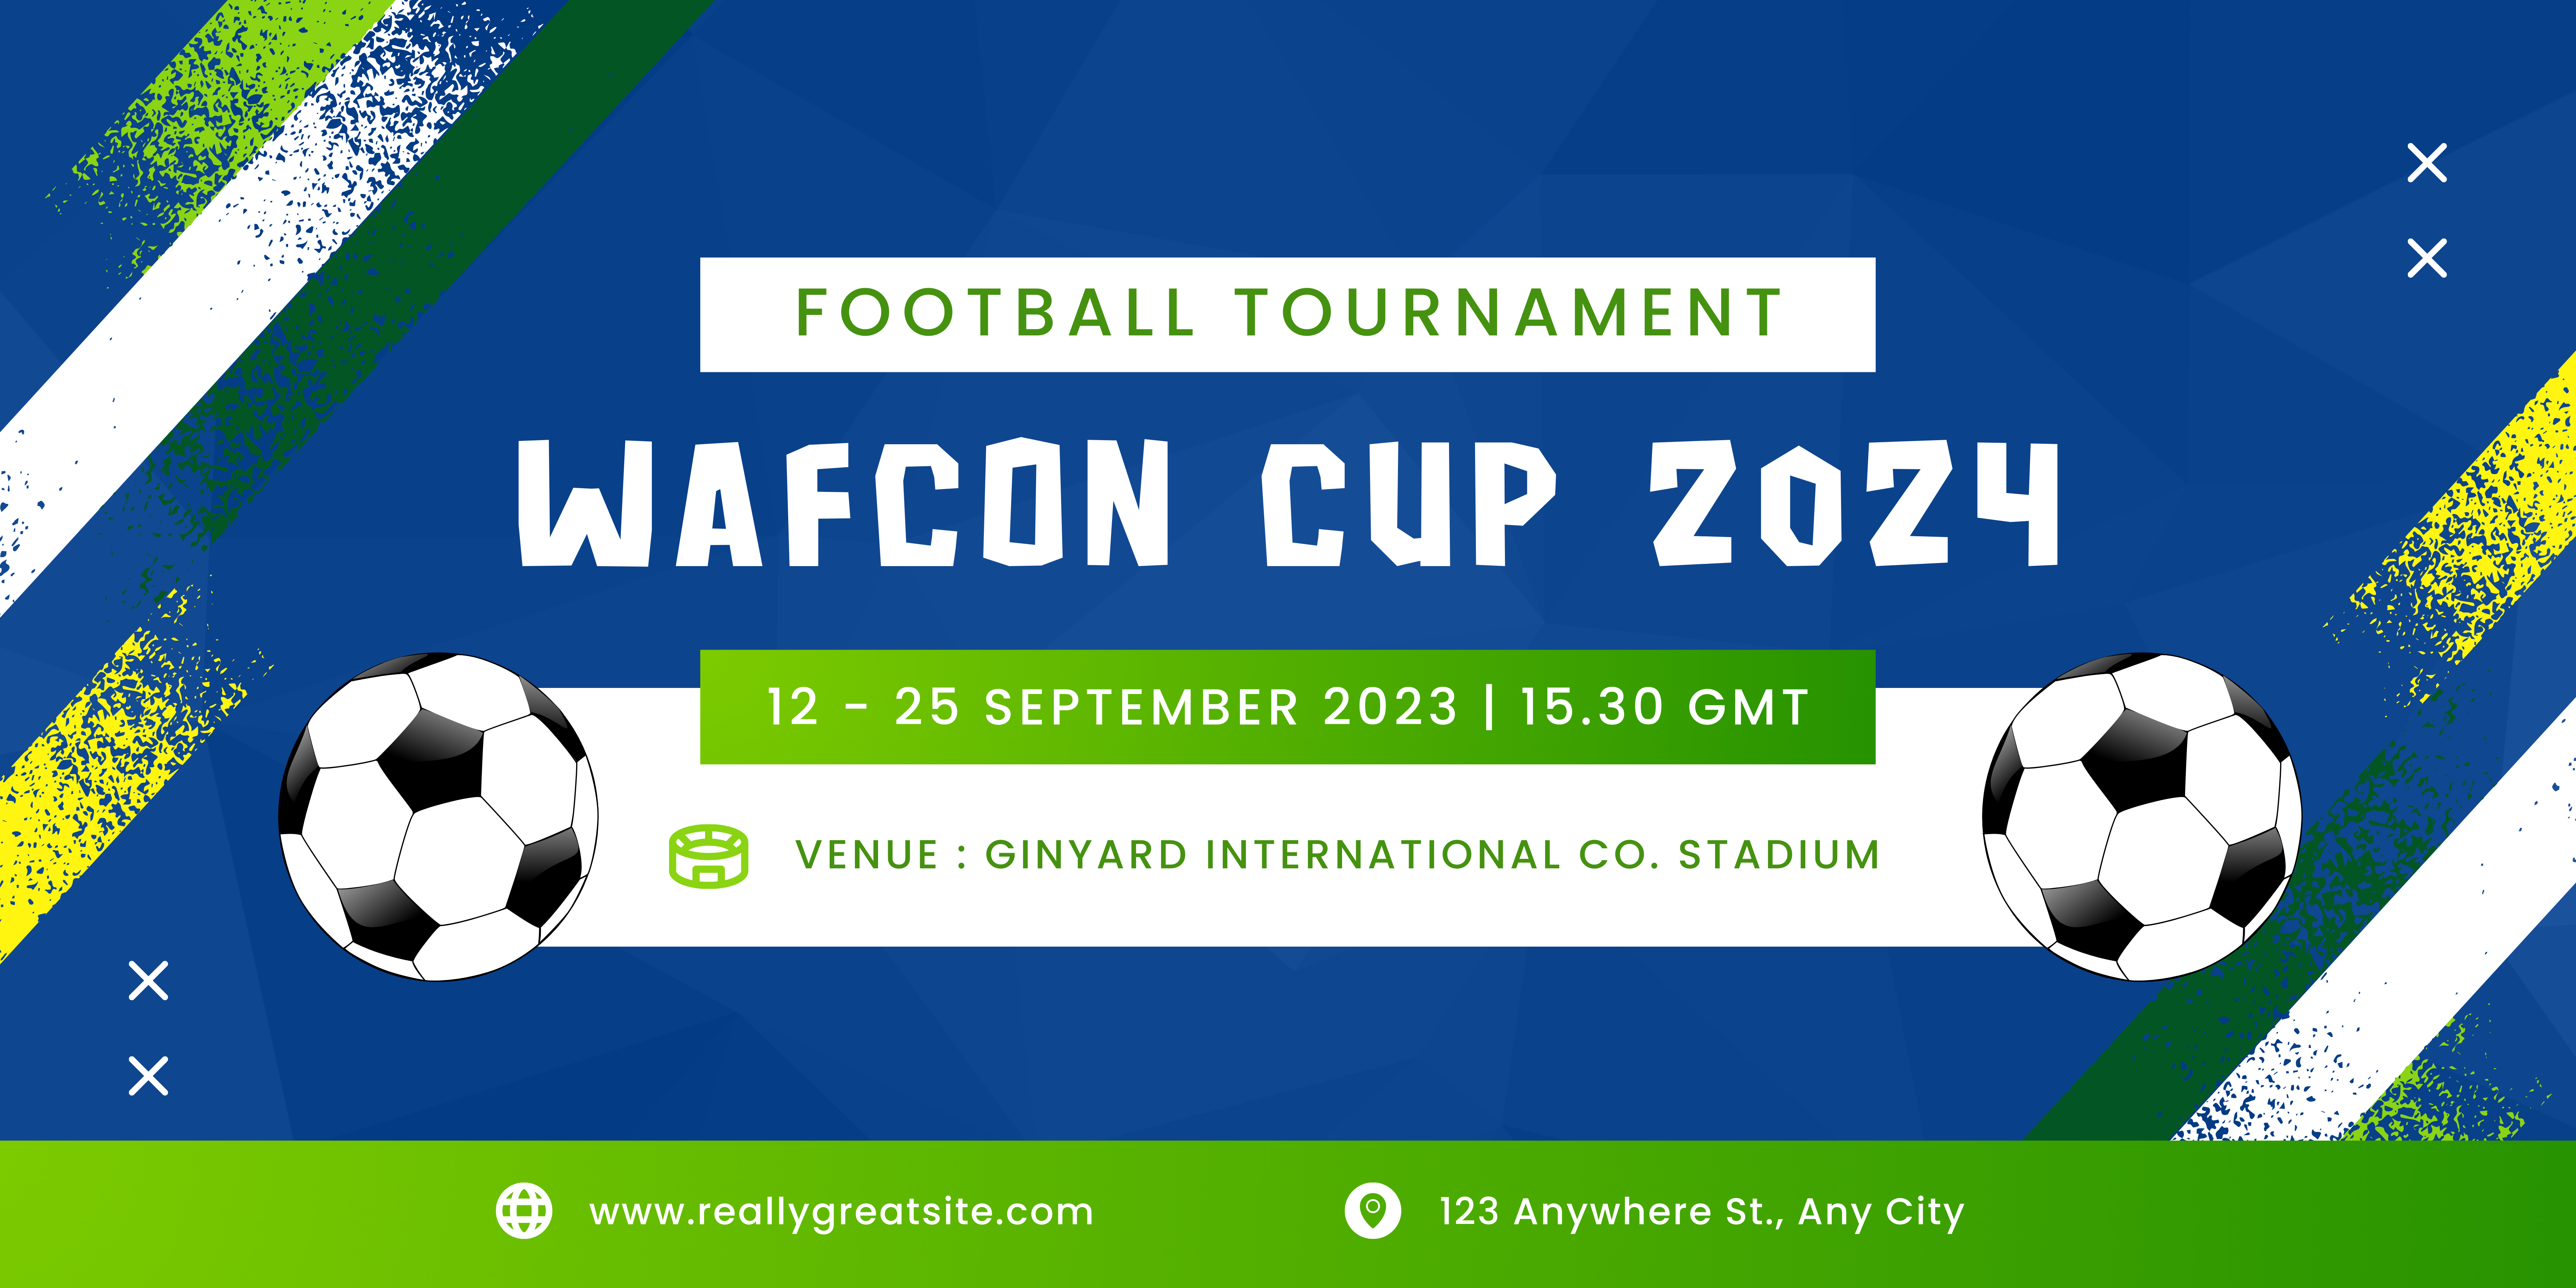 FOOTBALL TOURNAMENT
WAFCON CUP 2024
12 - 25 SEPTEMBER 2023 | 15.30 GMT
VENUE : GINYARD INTERNATIONAL CO. STADIUM
www.reallygreatsite.com
123 Anywhere St., Any City